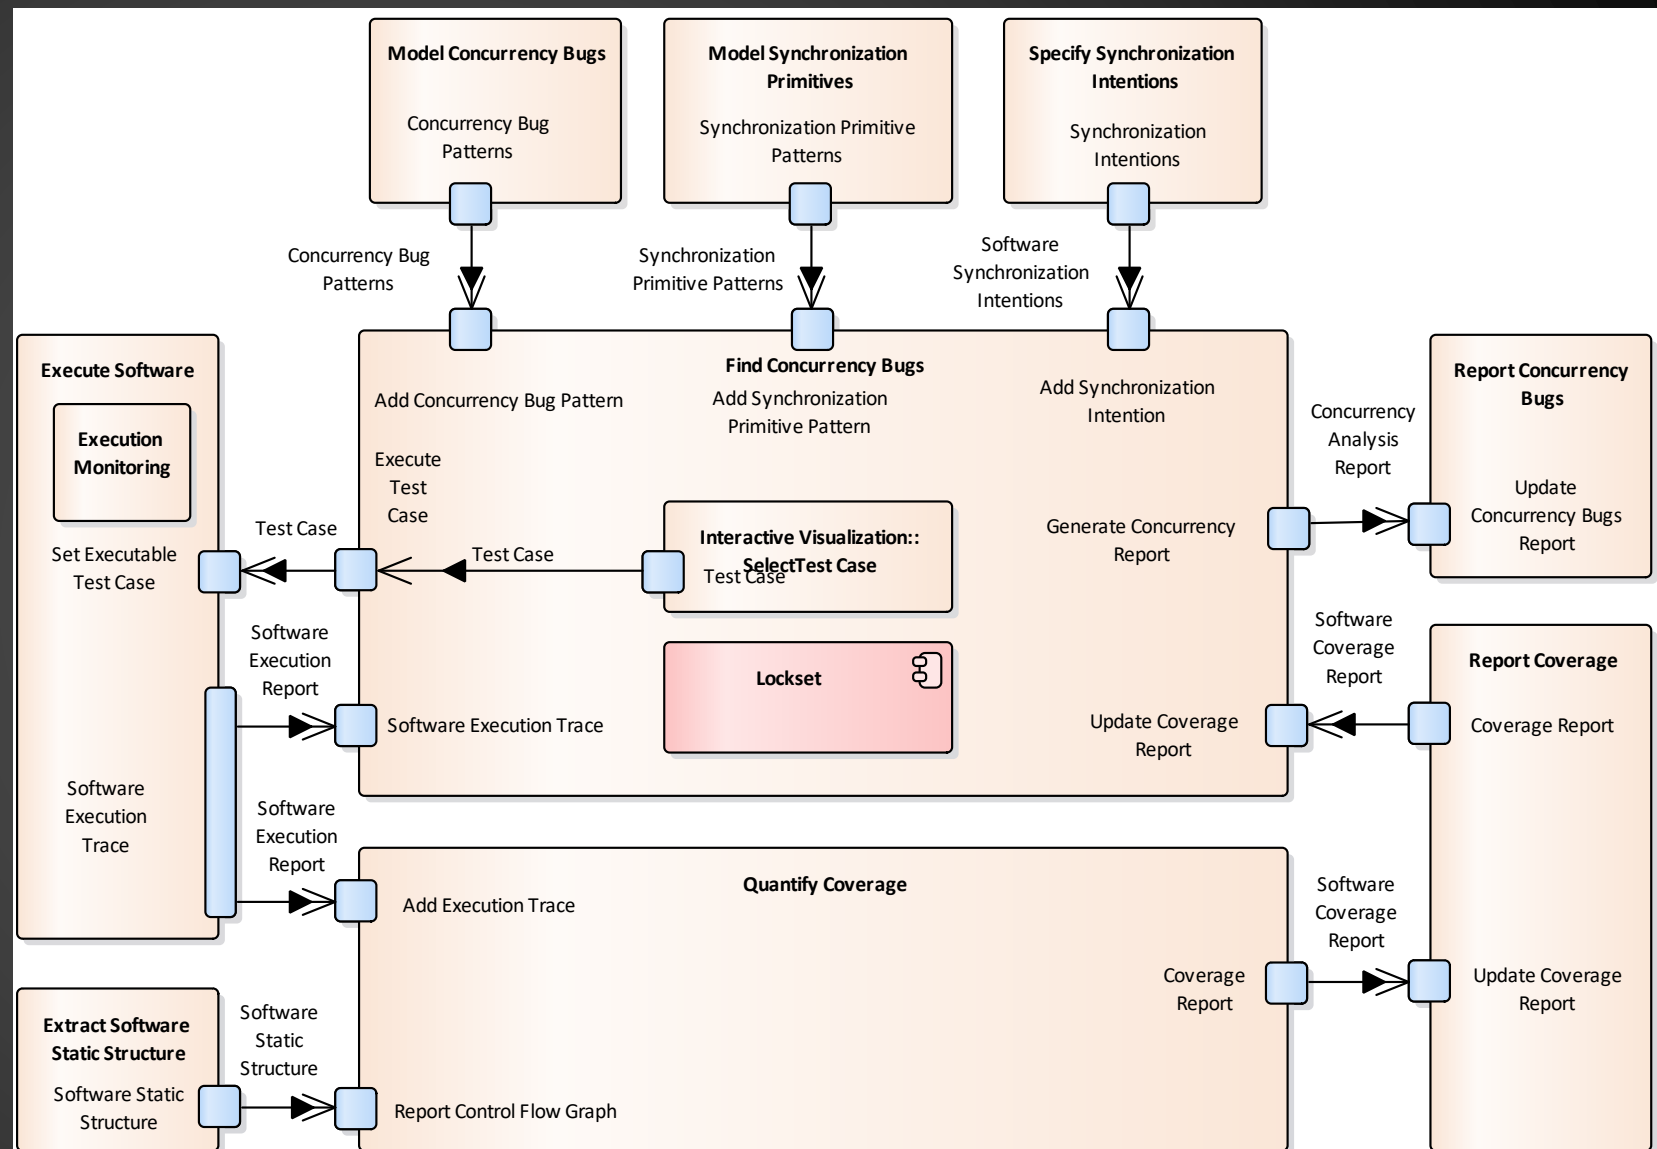 Model Concurrency Bugs
Concurrency Bug
Patterns
Model Synchronization
Primitives
Synchronization Primitive
Patterns
Specify Synchronization
Intentions
Synchronization
Intentions
Concurrency Bug
Patterns
Synchronization
Primitive Patterns
Software
Synchronization
Intentions
Execute Software
Execution
Monitoring
Set Executable
Test Case
Software
Execution
Trace
Test Case
Software
Execution
Report
Software
Execution
Report
Find Concurrency Bugs
Add Concurrency Bug Pattern
Add Synchronization
Primitive Pattern
Add Synchronization
Intention
Execute
Test
Case
Test Case
Interactive Visualization::
SelectTest Case
Test Case
Generate Concurrency
Report
Lockset
Software Execution Trace
Update Coverage
Report
Concurrency
Analysis
Report
Report Concurrency
Bugs
Update
Concurrency Bugs
Report
Software
Coverage
Report
Report Coverage
Coverage Report
Update Coverage
Report
Quantify Coverage
Add Execution Trace
Coverage
Report
Software
Coverage
Report
Report Control Flow Graph
Extract Software
Static Structure
Software Static
Structure
Software
Static
Structure